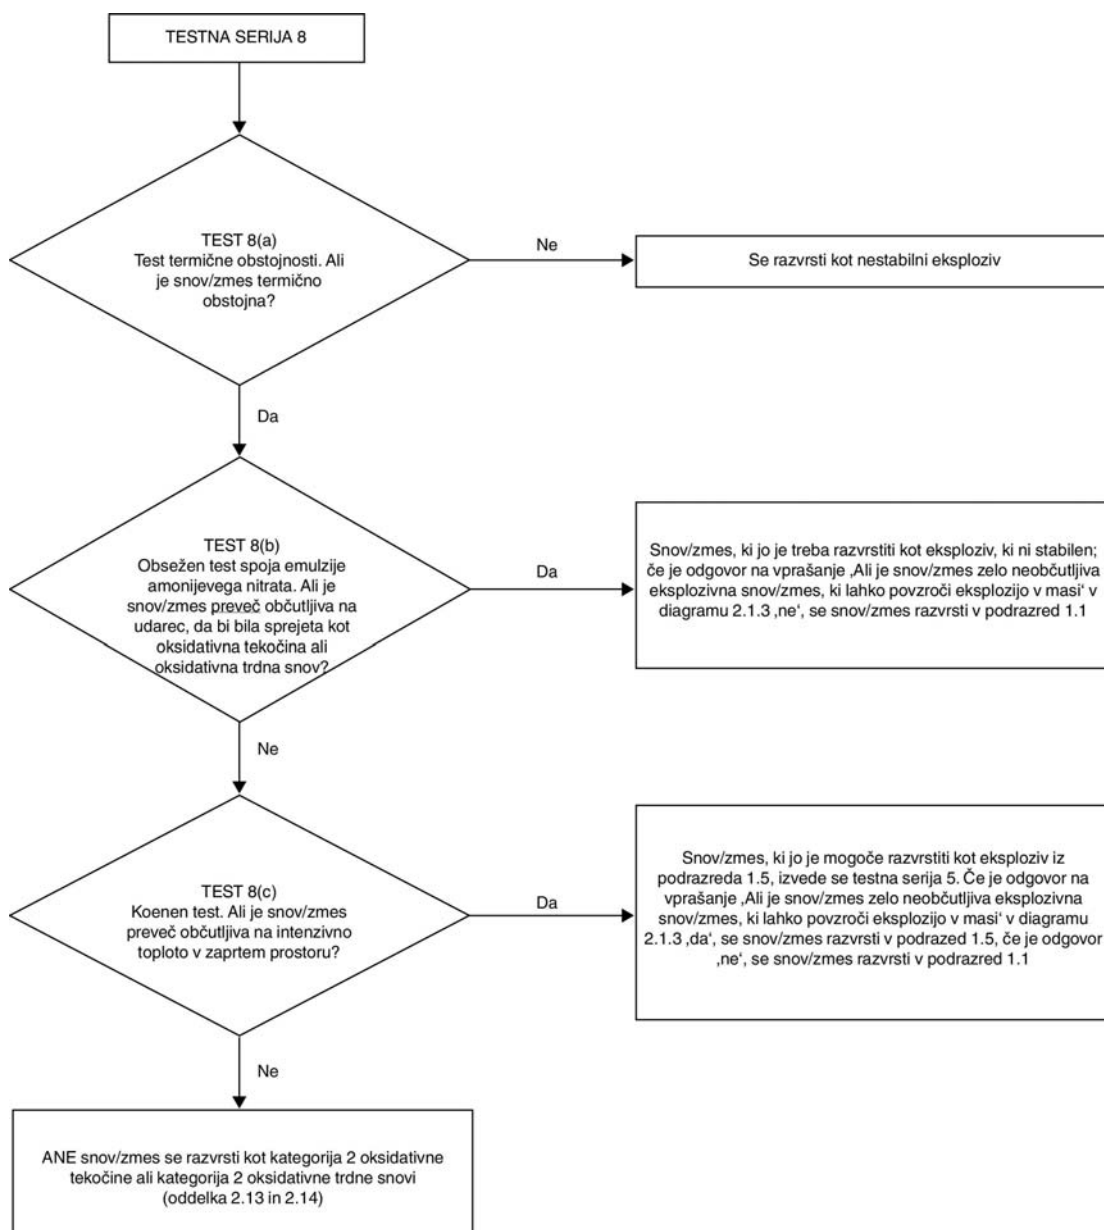 TESTNA SERIJA 8
TEST 8(a)
Test termične obstojnosti. Ali
je snov/zmes termično
obstojna?
Ne
Se razvrsti kot nestabilni eksploziv
Da
TEST 8(b)
Obsežen test spoja emulzije
amonijevega nitrata. Ali je
snov/zmes preveč občutljiva na
udarec, da bi bila sprejeta kot
oksidativna tekočina ali
oksidativna trdna snov?
Da
Snov/zmes, ki jo je treba razvrstiti kot eksploziv, ki ni stabilen;
če je odgovor na vprašanje ‚Ali je snov/zmes zelo neobčutljiva
eksplozivna snov/zmes, ki lahko povzroči eksplozijo v masi‘ v
diagramu 2.1.3 ‚ne‘, se snov/zmes razvrsti v podrazred 1.1
Ne
TEST 8(c)
Koenen test. Ali je snov/zmes
preveč občutljiva na intenzivno
toploto v zaprtem prostoru?
Da
Snov/zmes, ki jo je mogoče razvrstiti kot eksploziv iz
podrazreda 1.5, izvede se testna serija 5. Če je odgovor na
vprašanje ‚Ali je snov/zmes zelo neobčutljiva eksplozivna
snov/zmes, ki lahko povzroči eksplozijo v masi‘ v diagramu
2.1.3 ‚da‘, se snov/zmes razvrsti v podrazed 1.5, če je odgovor
‚ne‘, se snov/zmes razvrsti v podrazred 1.1
Ne
ANE snov/zmes se razvrsti kot kategorija 2 oksidativne
tekočine ali kategorija 2 oksidativne trdne snovi
(oddelka 2.13 in 2.14)